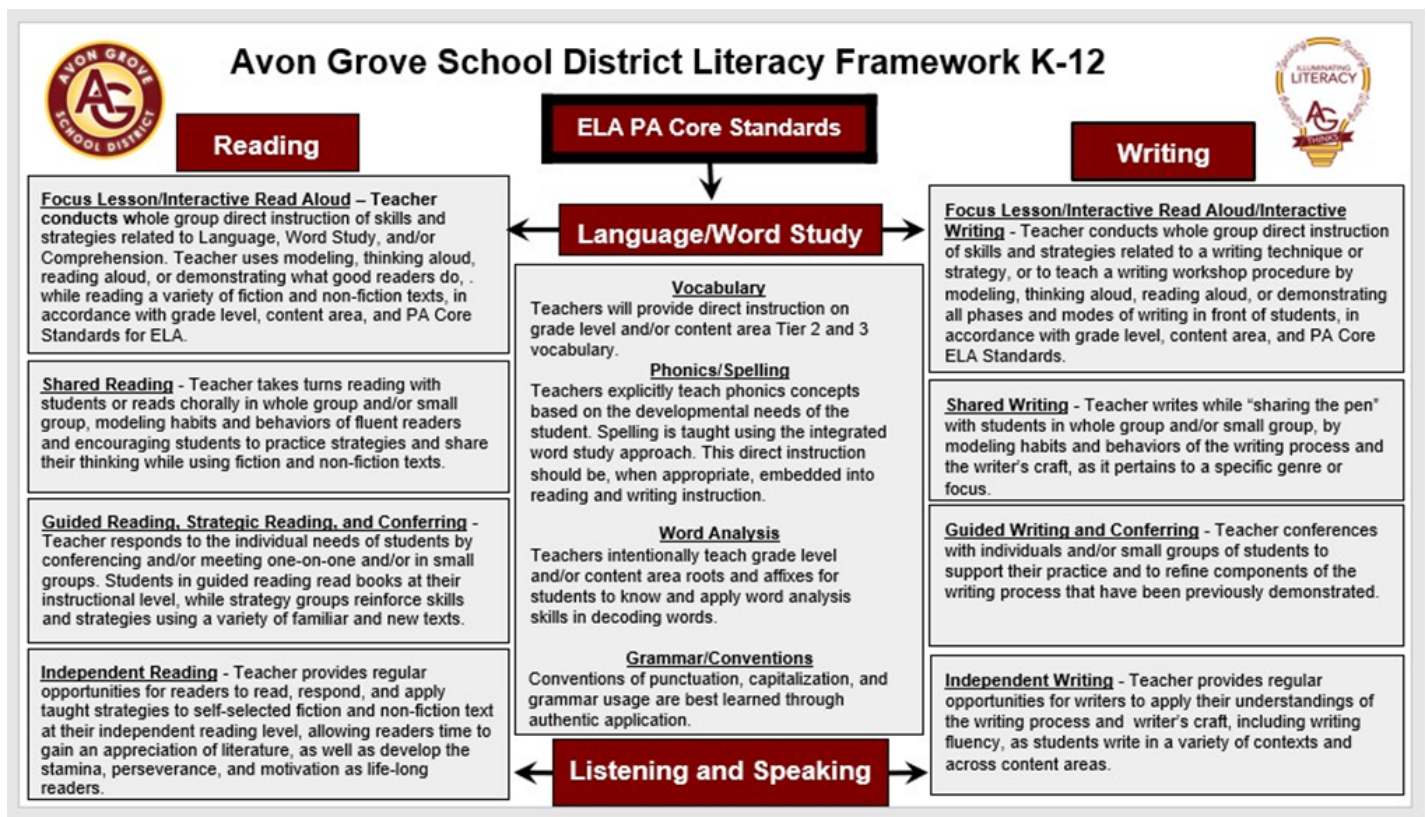 Avon Grove School District Literacy Framework K-12
AVON GROVE
AG
SCHOOL DISTRICT
ILLUMINATING
LITERACY
AG
THINKS
ELA PA Core Standards
Reading
Focus Lesson/Interactive Read Aloud – Teacher
conducts whole group direct instruction of skills and
strategies related to Language, Word Study, and/or
Comprehension. Teacher uses modeling, thinking aloud,
reading aloud, or demonstrating what good readers do, .
while reading a variety of fiction and non-fiction texts, in
accordance with grade level, content area, and PA Core
Standards for ELA.
Shared Reading - Teacher takes turns reading with
students or reads chorally in whole group and/or small
group, modeling habits and behaviors of fluent readers
and encouraging students to practice strategies and share
their thinking while using fiction and non-fiction texts.
Guided Reading, Strategic Reading, and Conferring -
Teacher responds to the individual needs of students by
conferencing and/or meeting one-on-one and/or in small
groups. Students in guided reading read books at their
instructional level, while strategy groups reinforce skills
and strategies using a variety of familiar and new texts.
Independent Reading - Teacher provides regular
opportunities for readers to read, respond, and apply
taught strategies to self-selected fiction and non-fiction text
at their independent reading level, allowing readers time to
gain an appreciation of literature, as well as develop the
stamina, perseverance, and motivation as life-long
readers.
Language/Word Study
Vocabulary
Teachers will provide direct instruction on
grade level and/or content area Tier 2 and 3
vocabulary.
Phonics/Spelling
Teachers explicitly teach phonics concepts
based on the developmental needs of the
student. Spelling is taught using the integrated
word study approach. This direct instruction
should be, when appropriate, embedded into
reading and writing instruction.
Word Analysis
Teachers intentionally teach grade level
and/or content area roots and affixes for
students to know and apply word analysis
skills in decoding words.
Grammar/Conventions
Conventions of punctuation, capitalization, and
grammar usage are best learned through
authentic application.
Listening and Speaking
Writing
Focus Lesson/Interactive Read Aloud/Interactive
Writing - Teacher conducts whole group direct instruction
of skills and strategies related to a writing technique or
strategy, or to teach a writing workshop procedure by
modeling, thinking aloud, reading aloud, or demonstrating
all phases and modes of writing in front of students, in
accordance with grade level, content area, and PA Core
ELA Standards.
Shared Writing - Teacher writes while “sharing the pen”
with students in whole group and/or small group, by
modeling habits and behaviors of the writing process and
the writer’s craft, as it pertains to a specific genre or
focus.
Guided Writing and Conferring - Teacher conferences
with individuals and/or small groups of students to
support their practice and to refine components of the
writing process that have been previously demonstrated.
Independent Writing - Teacher provides regular
opportunities for writers to apply their understandings of
the writing process and writer’s craft, including writing
fluency, as students write in a variety of contexts and
across content areas.